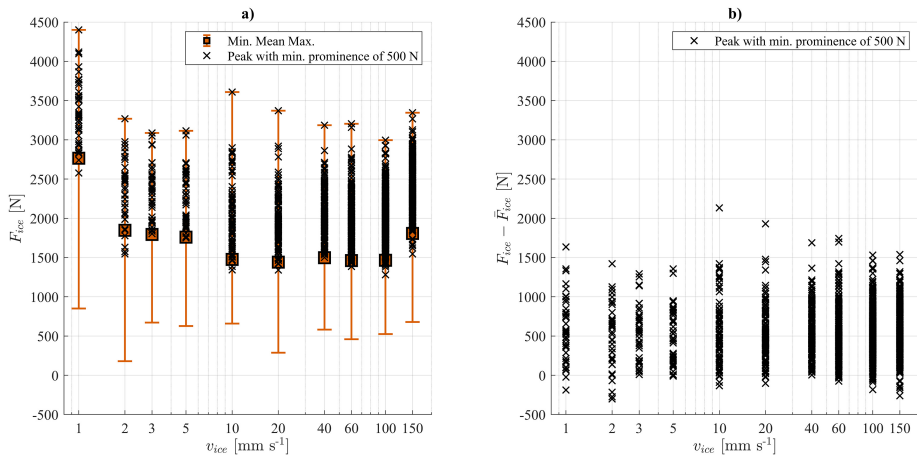 a)
4500
4000
3500
3000
2500
2000
1500
1000
500
0
-500
F_ice [N]
Min. Mean Max.
Peak with min. prominence of 500 N
1 2 3 5 10 20 40 60 100 150
v_ice [mm s⁻¹]
b)
4500
4000
3500
3000
2500
2000
1500
1000
500
0
-500
F_ice − F̄_ice [N]
Peak with min. prominence of 500 N
1 2 3 5 10 20 40 60 100 150
v_ice [mm s⁻¹]